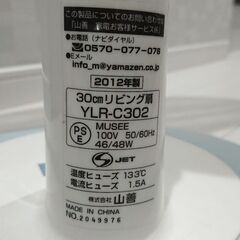 この製品についてのお問い合わせは
「山善 家電お客様サービス係」
●お電話（ナビダイヤル）
0570-077-078
●Eメール
info_m@yamazen.co.jp
2012年製
30cmリビング扇
YLR-C302
PS
E
MUSEE
100V 50/60Hz
46/48W
S JET
温度ヒューズ 133℃
電流ヒューズ 1.5A
株式会社 山善
MADE IN CHINA
NO.2049976